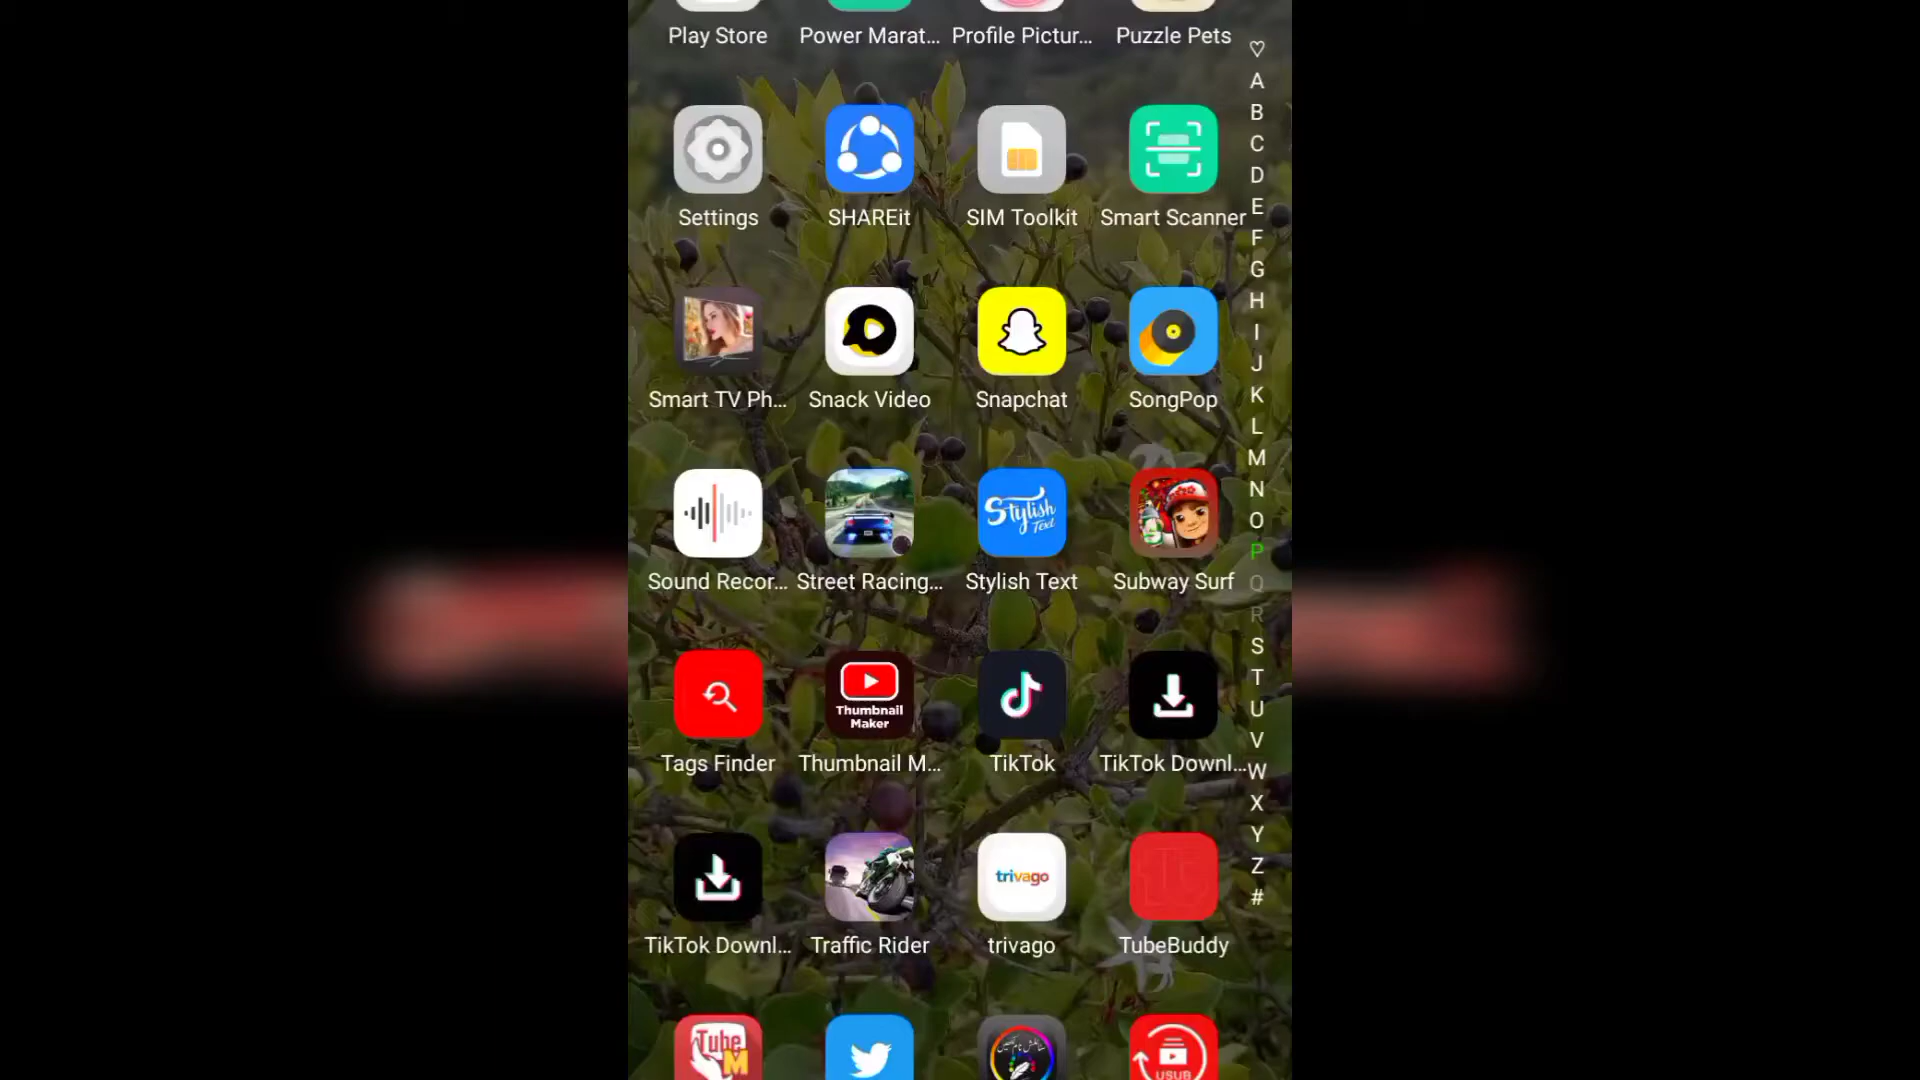 Play Store Power Marat... Profile Pictur... Puzzle Pets
♡
A
B
C
D
Settings SHAREit SIM Toolkit Smart Scanner
E
F
G
H
I
J
K
Smart TV Ph... Snack Video Snapchat SongPop
L
M
N
Stylish
Text
O
P
Sound Recor... Street Racing... Stylish Text Subway Surf
Q
R
S
T
Thumbnail
Maker
U
V
Tags Finder Thumbnail M... TikTok TikTok Downl...
W
X
Y
Z
trivago
#
TikTok Downl... Traffic Rider trivago TubeBuddy
Tube
M
USUB